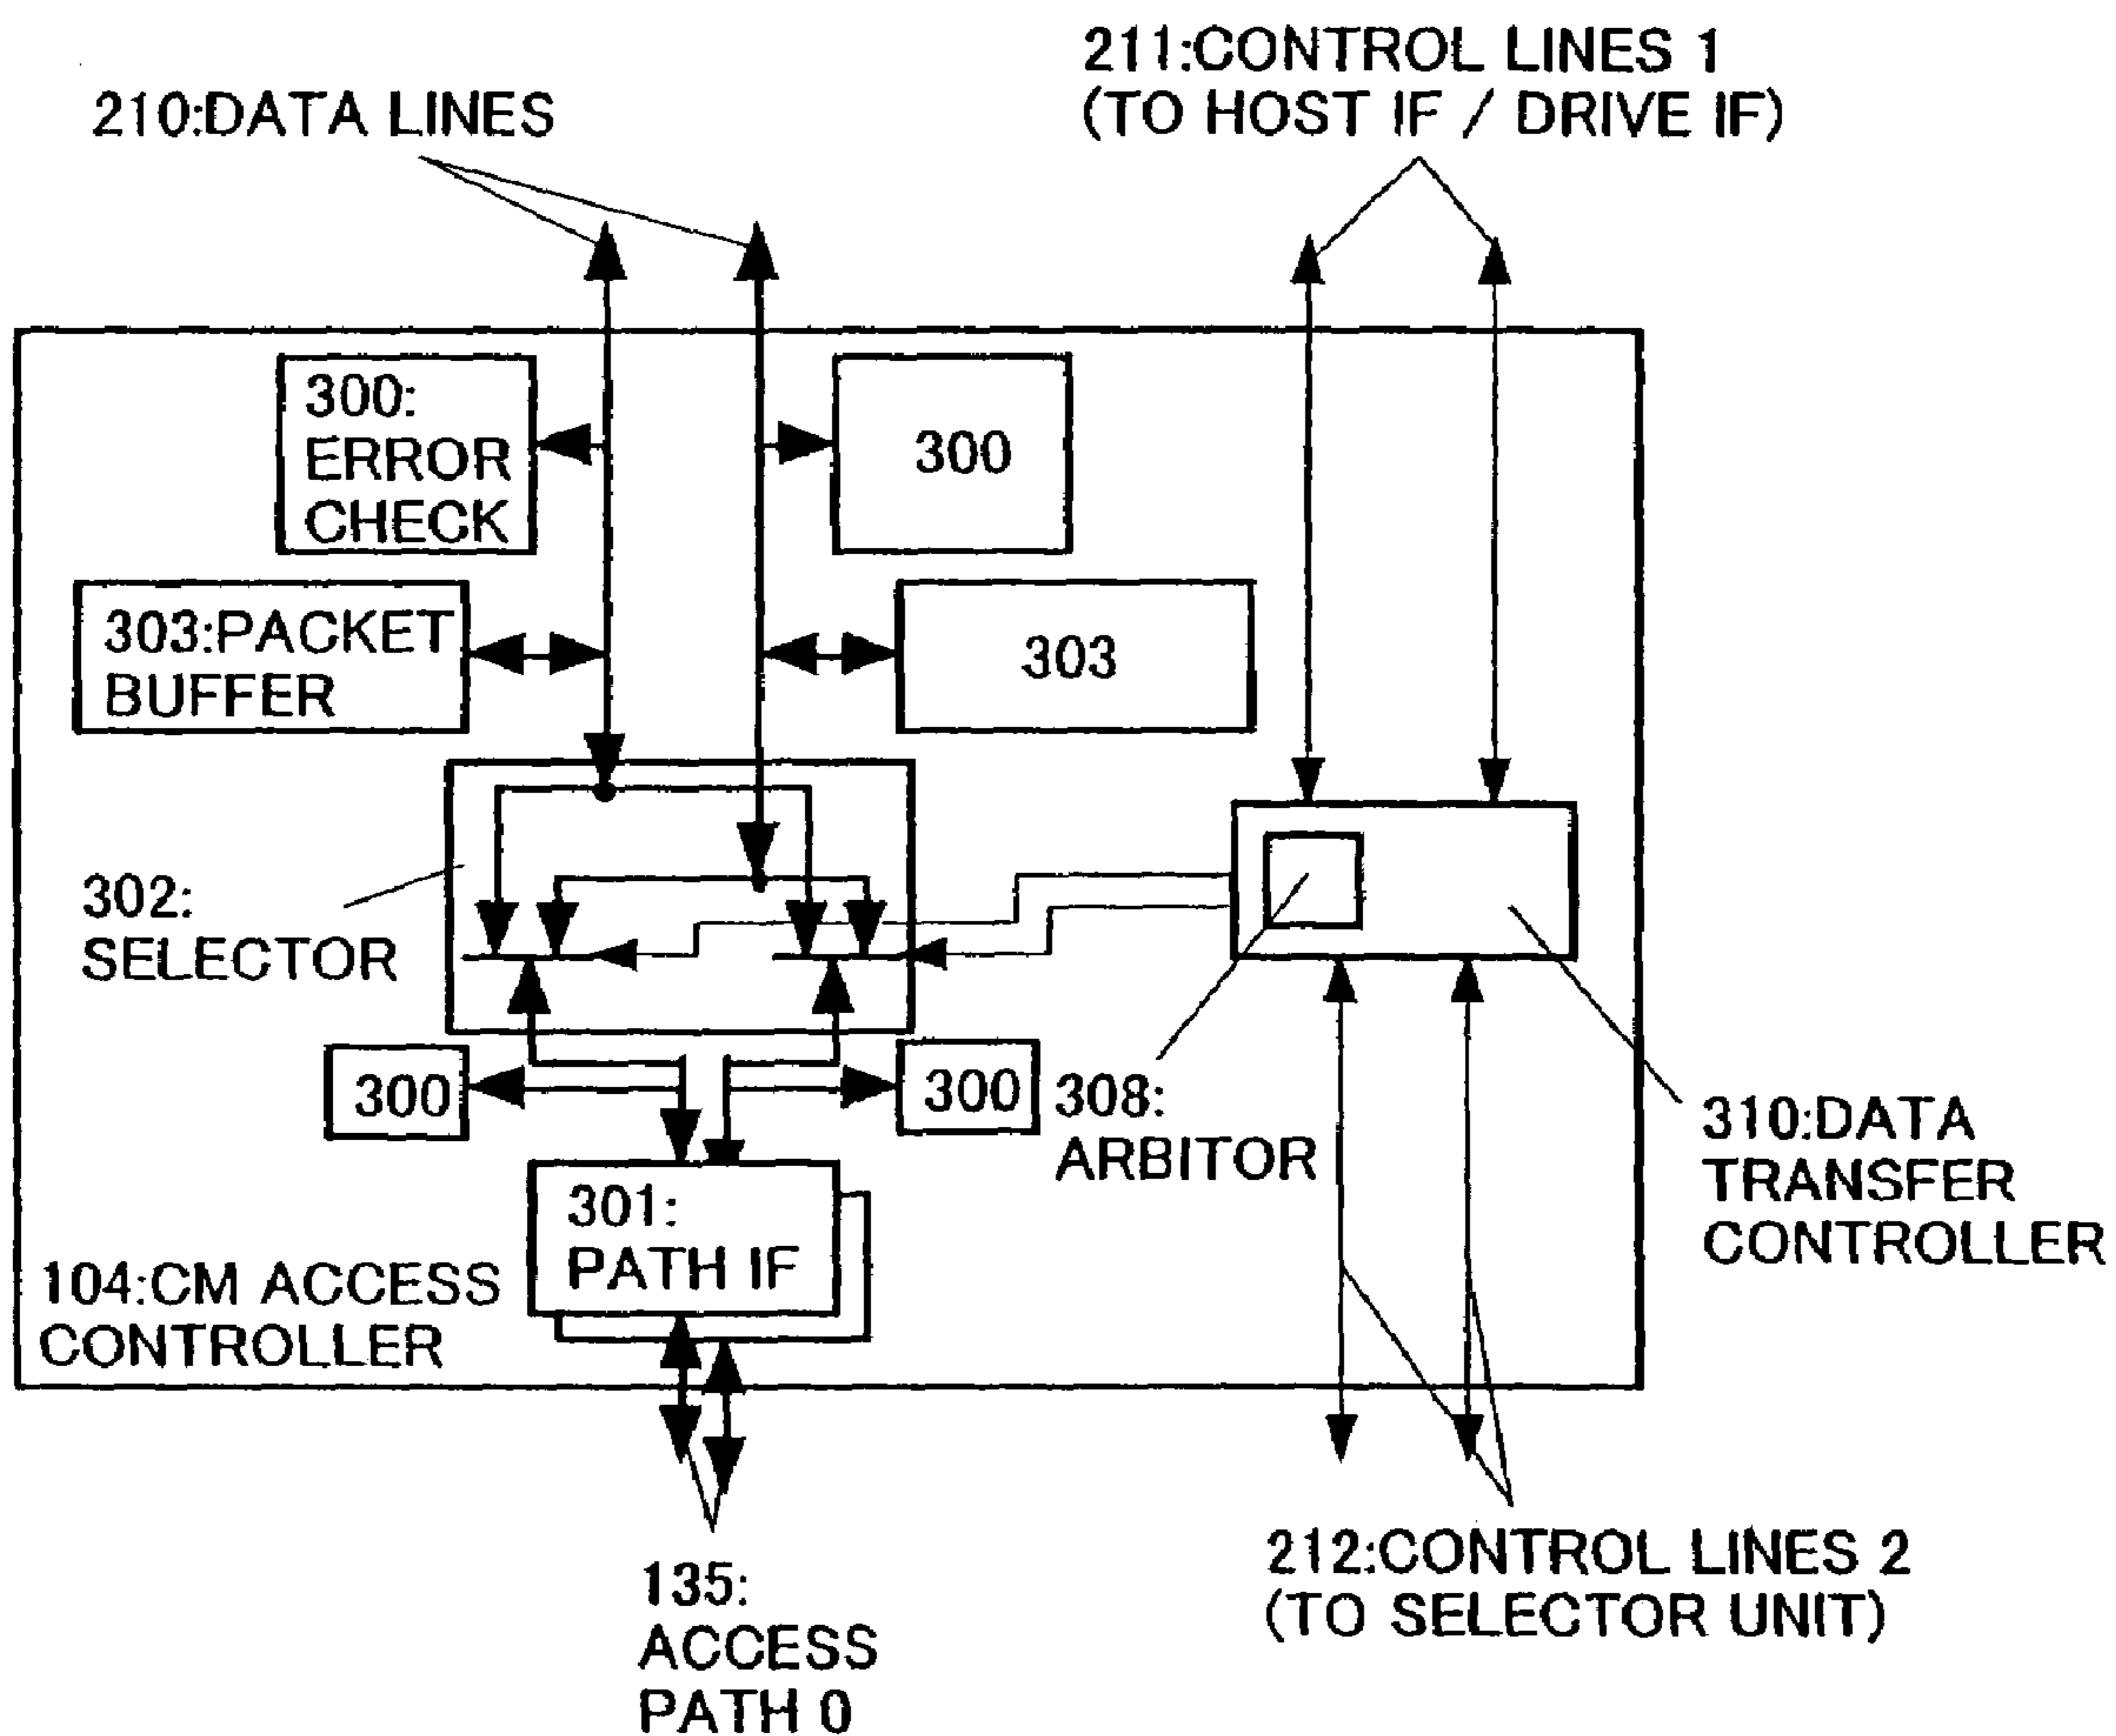 211:CONTROL LINES 1
(TO HOST IF / DRIVE IF)
210:DATA LINES
300:
ERROR
CHECK
300
303:PACKET
BUFFER
303
302:
SELECTOR
300
300
308:
ARBITOR
310:DATA
TRANSFER
CONTROLLER
301:
PATH IF
104:CM ACCESS
CONTROLLER
135:
ACCESS
PATH 0
212:CONTROL LINES 2
(TO SELECTOR UNIT)